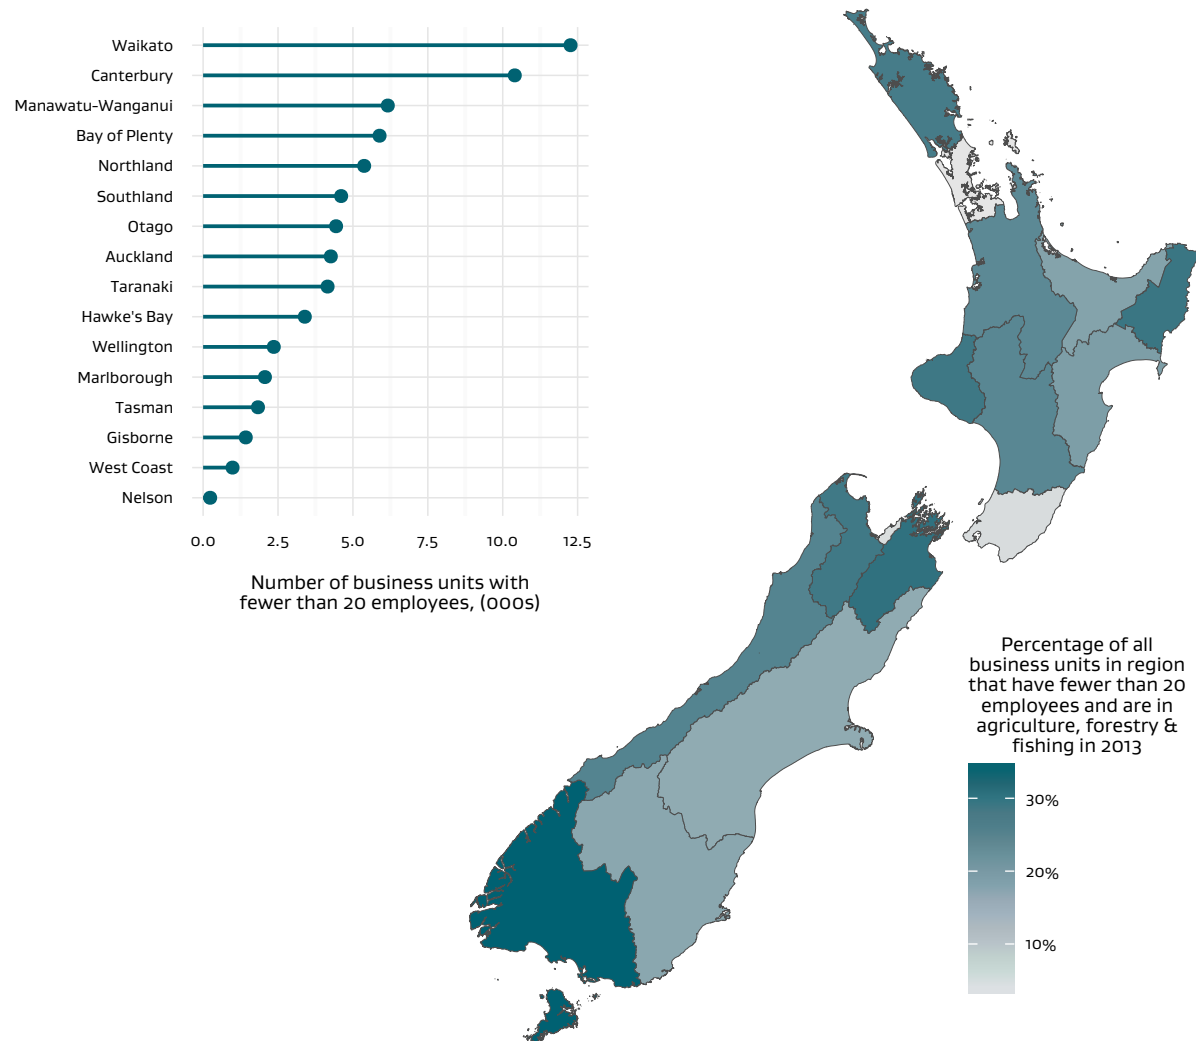 Waikato
Canterbury
Manawatu-Wanganui
Bay of Plenty
Northland
Southland
Otago
Auckland
Taranaki
Hawke's Bay
Wellington
Marlborough
Tasman
Gisborne
West Coast
Nelson
0.0 2.5 5.0 7.5 10.0 12.5
Number of business units with
fewer than 20 employees, (000s)
Percentage of all
business units in region
that have fewer than 20
employees and are in
agriculture, forestry &
fishing in 2013
30%
20%
10%